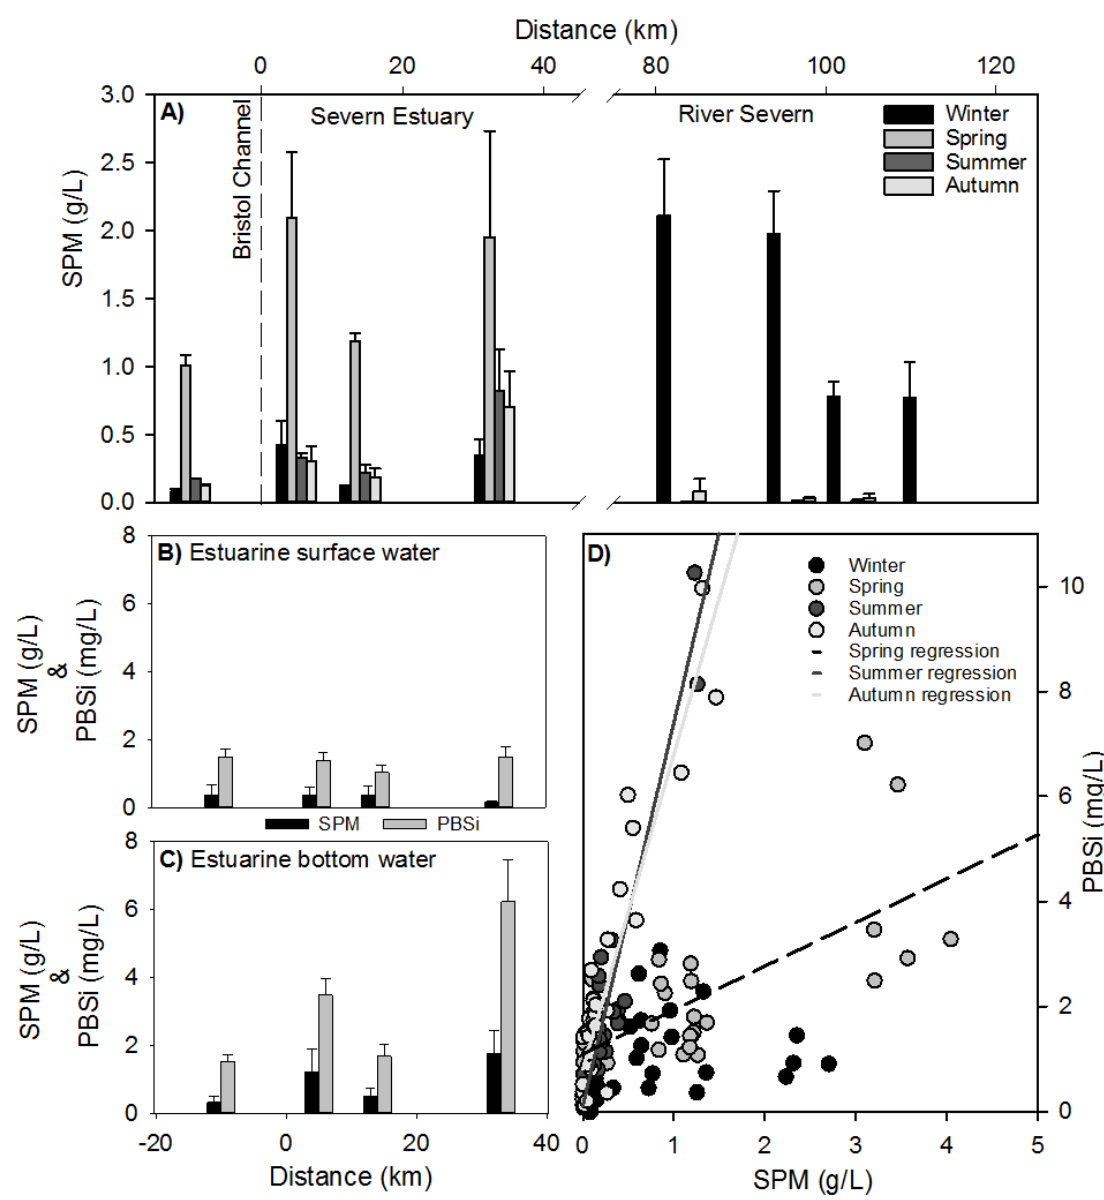 Distance (km)
0 20 40 80 100 120
3.0
2.5
2.0
1.5
1.0
0.5
0.0
SPM (g/L)
A)
Bristol Channel
Severn Estuary
River Severn
Winter
Spring
Summer
Autumn
B) Estuarine surface water
8
6
4
2
0
SPM (g/L)
&
PBSi (mg/L)
SPM PBSi
C) Estuarine bottom water
8
6
4
2
0
SPM (g/L)
&
PBSi (mg/L)
-20 0 20 40
Distance (km)
D)
Winter
Spring
Summer
Autumn
Spring regression
Summer regression
Autumn regression
10
8
6
4
2
0
PBSi (mg/L)
0 1 2 3 4 5
SPM (g/L)